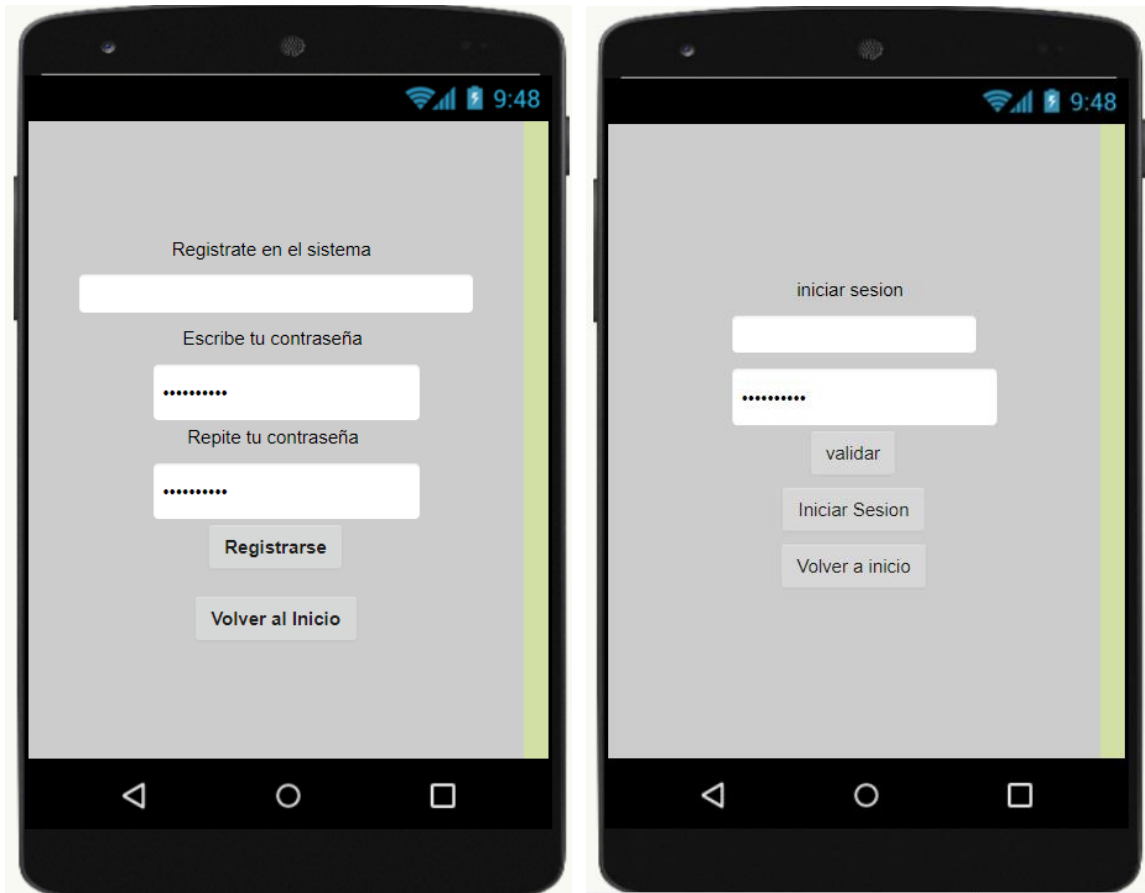 9:48
Registrate en el sistema
Escribe tu contraseña
••••••••••
Repite tu contraseña
••••••••••
Registrarse
Volver al Inicio
9:48
iniciar sesion
••••••••••
validar
Iniciar Sesion
Volver a inicio